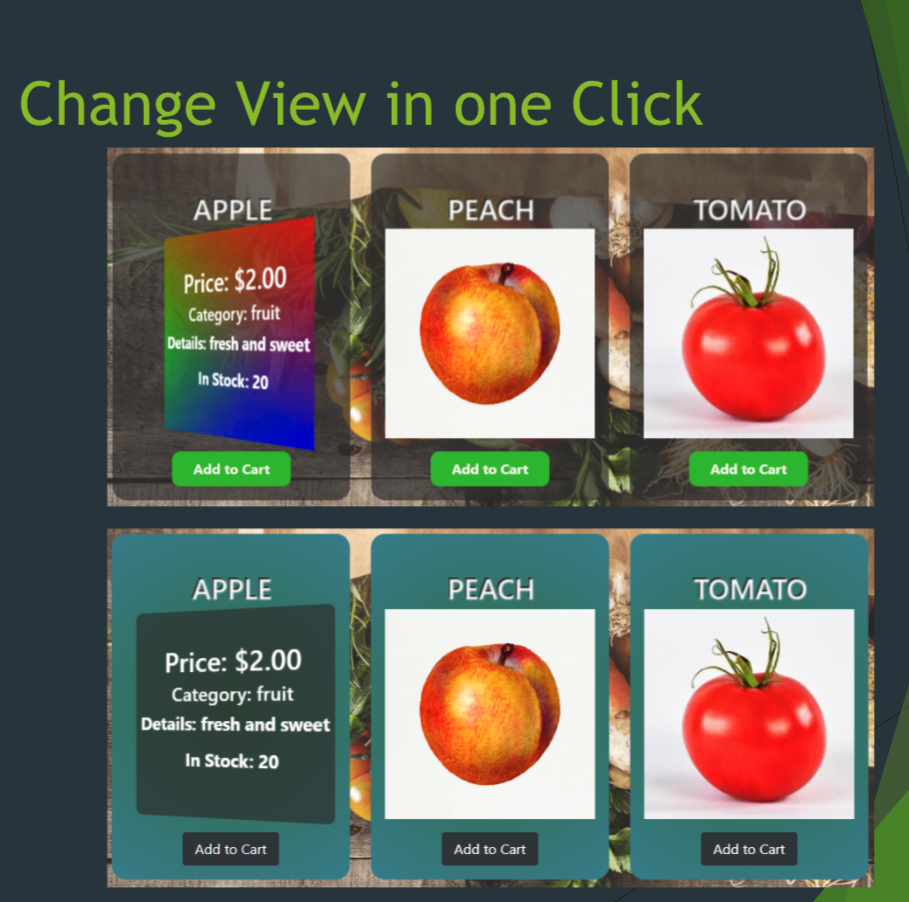 Change View in one Click
APPLE
PEACH
TOMATO
Price: $2.00
Category: fruit
Details: fresh and sweet
In Stock: 20
Add to Cart
Add to Cart
Add to Cart
APPLE
PEACH
TOMATO
Price: $2.00
Category: fruit
Details: fresh and sweet
In Stock: 20
Add to Cart
Add to Cart
Add to Cart